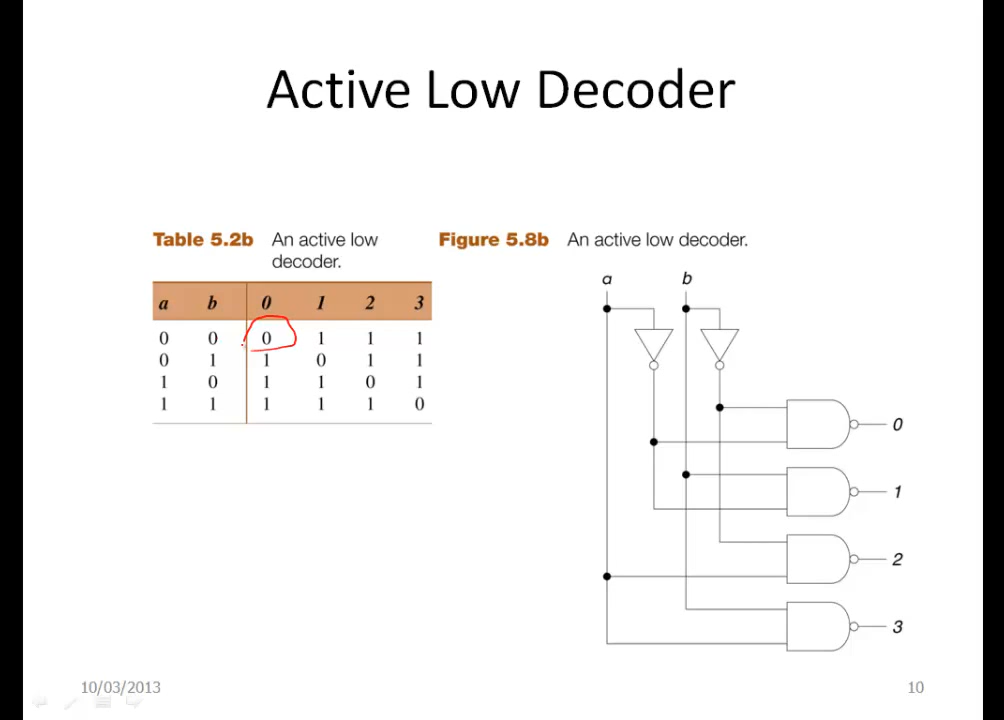 Active Low Decoder
Table 5.2b An active low
decoder.
a b 0 1 2 3
0 0 0 1 1 1
0 1 1 0 1 1
1 0 1 1 0 1
1 1 1 1 1 0
Figure 5.8b An active low decoder.
a b
0
1
2
3
10/03/2013 10